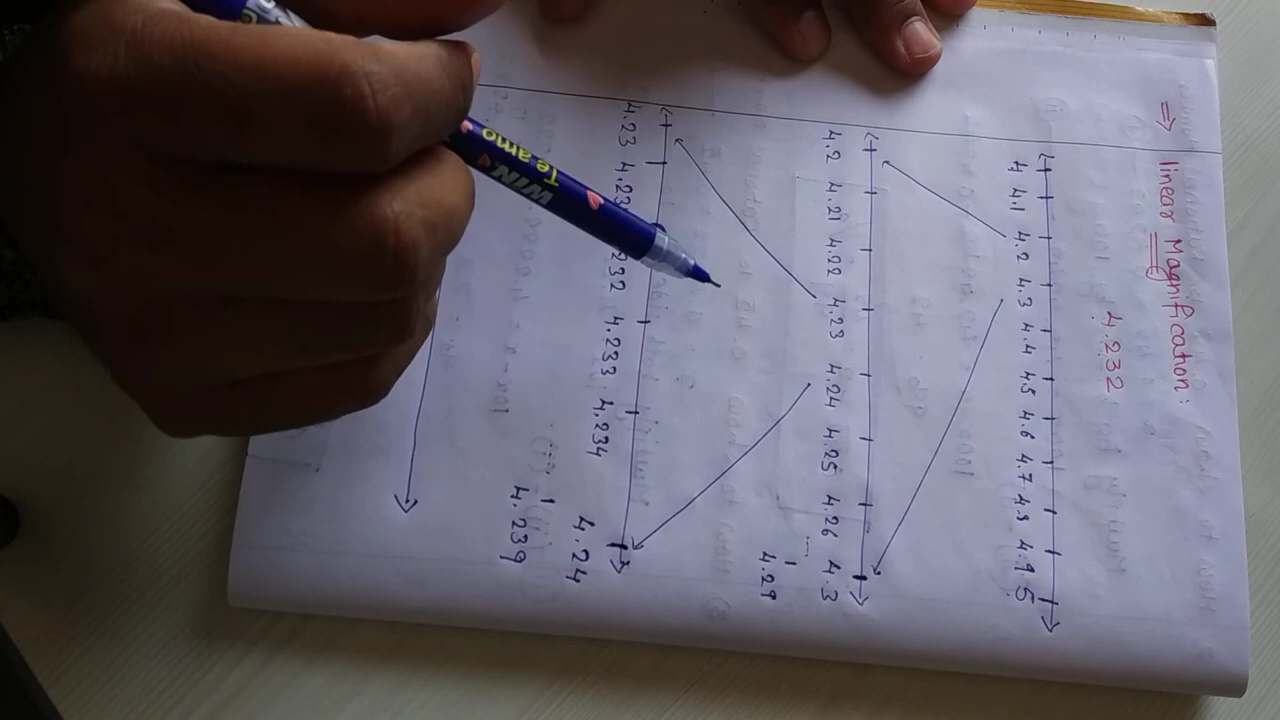 ⇒ linear Magnification:
4.232
4 4.1 4.2 4.3 4.4 4.5 4.6 4.7 4.8 4.9 5
4.2 4.21 4.22 4.23 4.24 4.25 4.26 4.3
4.29
4.23 4.232 4.233 4.234 4.24
4.239
WIN
Te amo